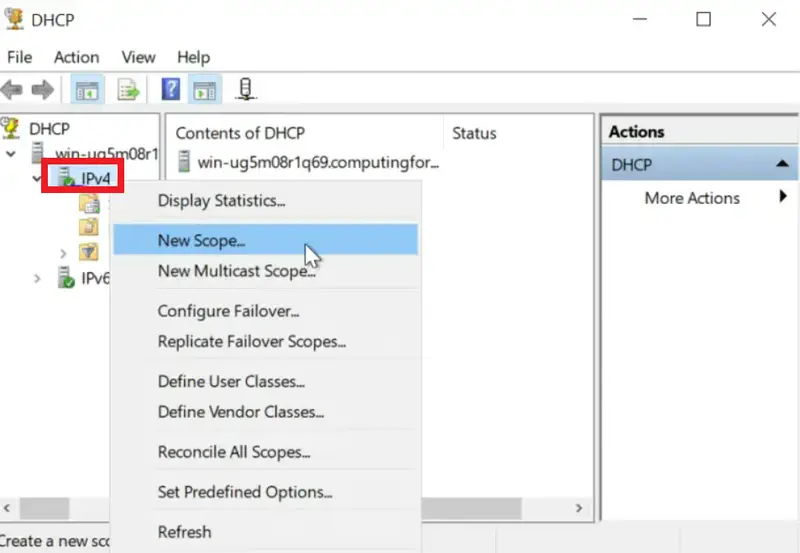 DHCP
File Action View Help
DHCP
win-ug5m08r1
IPv4
IPv6
Contents of DHCP Status
win-ug5m08r1q69.computingfor...
Actions
DHCP
More Actions
Display Statistics...
New Scope...
New Multicast Scope...
Configure Failover...
Replicate Failover Scopes...
Define User Classes...
Define Vendor Classes...
Reconcile All Scopes...
Set Predefined Options...
Refresh
Create a new sco